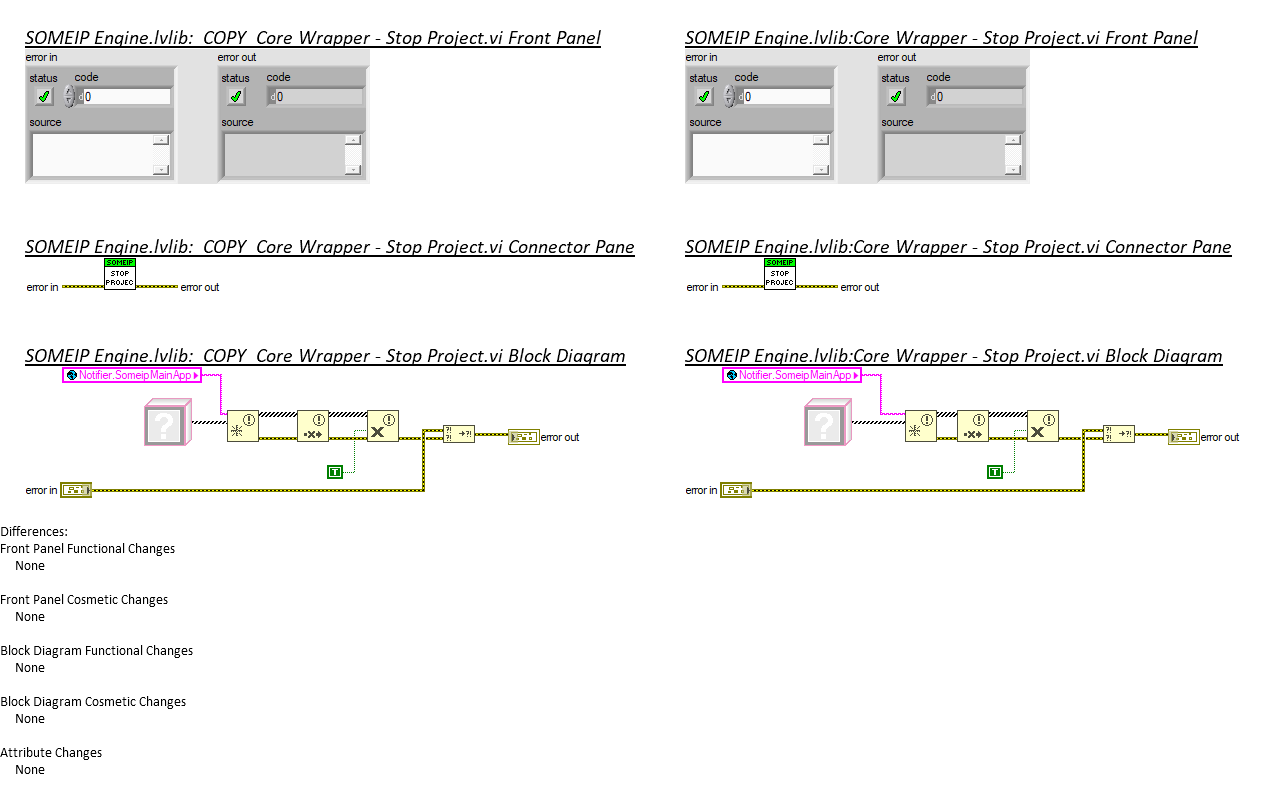 SOMEIP Engine.lvlib:  COPY  Core Wrapper - Stop Project.vi Front Panel
error in
error out
status
code
status
code
d0
d0
source
source
SOMEIP Engine.lvlib:Core Wrapper - Stop Project.vi Front Panel
error in
error out
status
code
status
code
d0
d0
source
source
SOMEIP Engine.lvlib:  COPY  Core Wrapper - Stop Project.vi Connector Pane
SOMEIP
STOP
PROJEC
error in
error out
SOMEIP Engine.lvlib:Core Wrapper - Stop Project.vi Connector Pane
SOMEIP
STOP
PROJEC
error in
error out
SOMEIP Engine.lvlib:  COPY  Core Wrapper - Stop Project.vi Block Diagram
Notifier.SomeipMainApp
?
?!
?!
→?!
error out
T
error in
SOMEIP Engine.lvlib:Core Wrapper - Stop Project.vi Block Diagram
Notifier.SomeipMainApp
?
?!
?!
→?!
error out
T
error in
Differences:
Front Panel Functional Changes
None
Front Panel Cosmetic Changes
None
Block Diagram Functional Changes
None
Block Diagram Cosmetic Changes
None
Attribute Changes
None